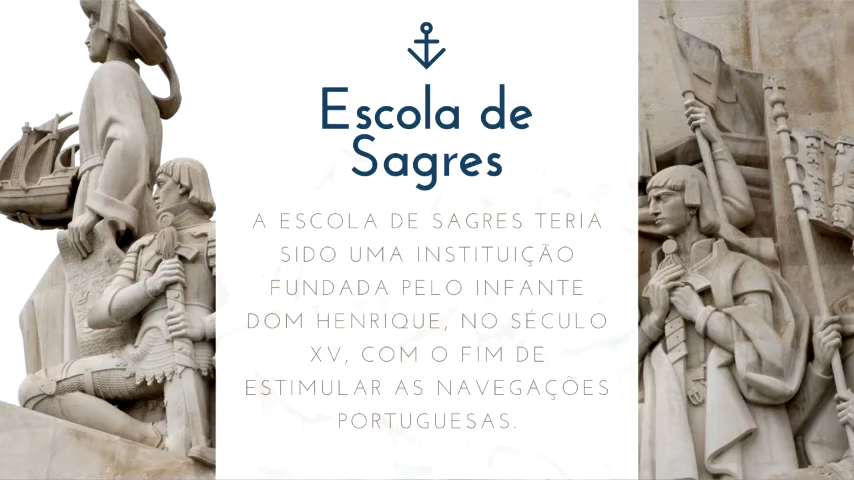 Escola de
Sagres
A ESCOLA DE SAGRES TERIA
SIDO UMA INSTITUIÇÃO
FUNDADA PELO INFANTE
DOM HENRIQUE, NO SÉCULO
XV, COM O FIM DE
ESTIMULAR AS NAVEGAÇÕES
PORTUGUESAS.